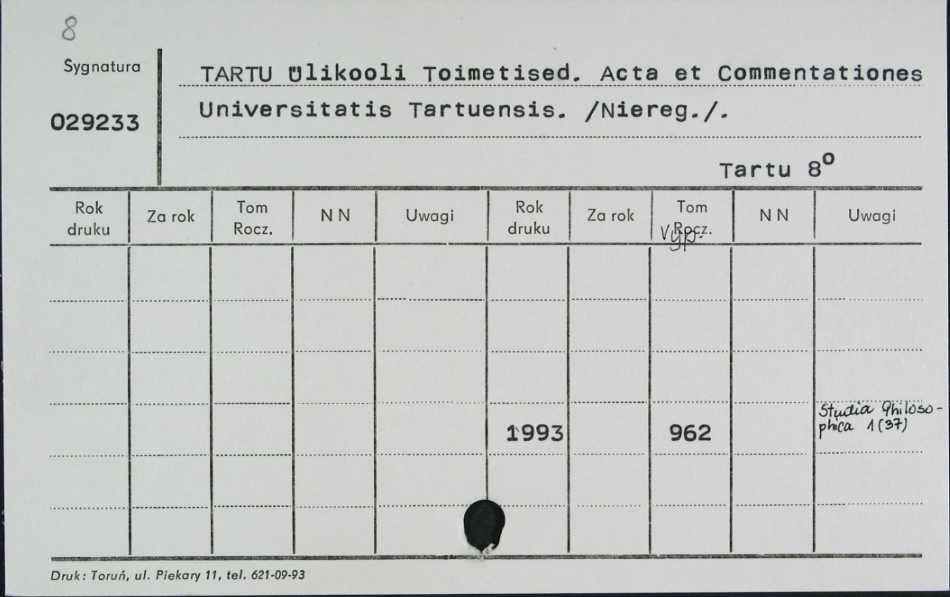 8
Sygnatura
029233
TARTU Ülikooli Toimetised. Acta et Commentationes
Universitatis Tartuensis. /Niereg./.
Tartu 8º
Rok druku Za rok Tom Rocz. N N Uwagi Rok druku Za rok Tom Rocz. N N Uwagi
Vyp.
1993 962 Studia Philoso-
phica 1(37)
Druk: Toruń, ul. Piekary 11, tel. 621-09-93